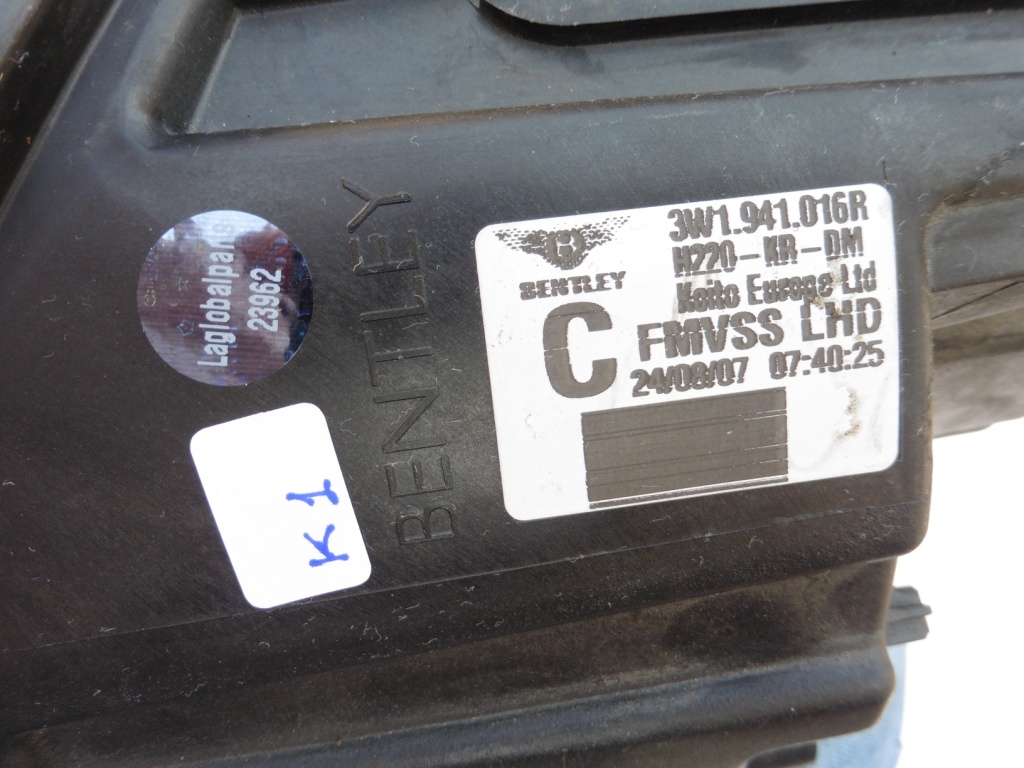 3W1.941.016R
H220-KR-DM
Koito Europe Ltd
BENTLEY
C
FMVSS LHD
24/08/07 07:40:25
BENTLEY
Laglobalparts
23962
K1